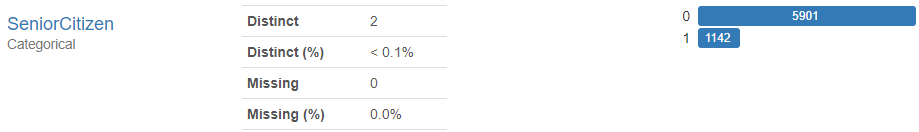 SeniorCitizen
Categorical
Distinct 2
Distinct (%) < 0.1%
Missing 0
Missing (%) 0.0%
0 5901
1 1142